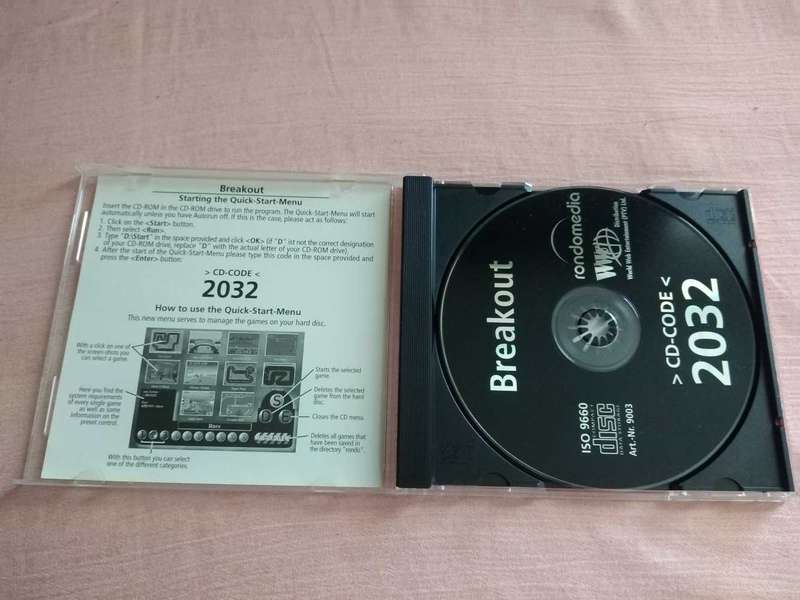 Breakout
Starting the Quick-Start-Menu
Insert the CD-ROM in the CD-ROM drive to run the program. The Quick-Start-Menu will start
automatically unless you have Autorun off. If this is the case, please act as follows:
1. Click on the <Start> button.
2. Then select <Run>.
3. Type "D:\Start" in the space provided and click <OK> (if "D" is not the correct designation
of your CD-ROM drive, replace "D" with the actual letter of your CD-ROM drive).
4. After the start of the Quick-Start-Menu please type this code in the space provided and
press the <Enter> button:
> CD-CODE <
2032
How to use the Quick-Start-Menu
This new menu serves to manage the games on your hard disc.
With a click on one of
the screen-shots you
can select a game.
Here you find the
system requirements
of every single game
as well as some
information on the
preset control.
With this button you can select
one of the different categories.
Starts the selected
game.
Deletes the selected
game from the hard
disc.
Closes the CD menu.
Deletes all games that
have been saved in
the directory "rondo".
Race
S
Breakout
rondomedia
WWE
Distribution
World Web Entertainment (PTY) Ltd.
> CD-CODE <
2032
ISO 9660
COMPACT
disc
DATA STORAGE
Art.-Nr. 9003